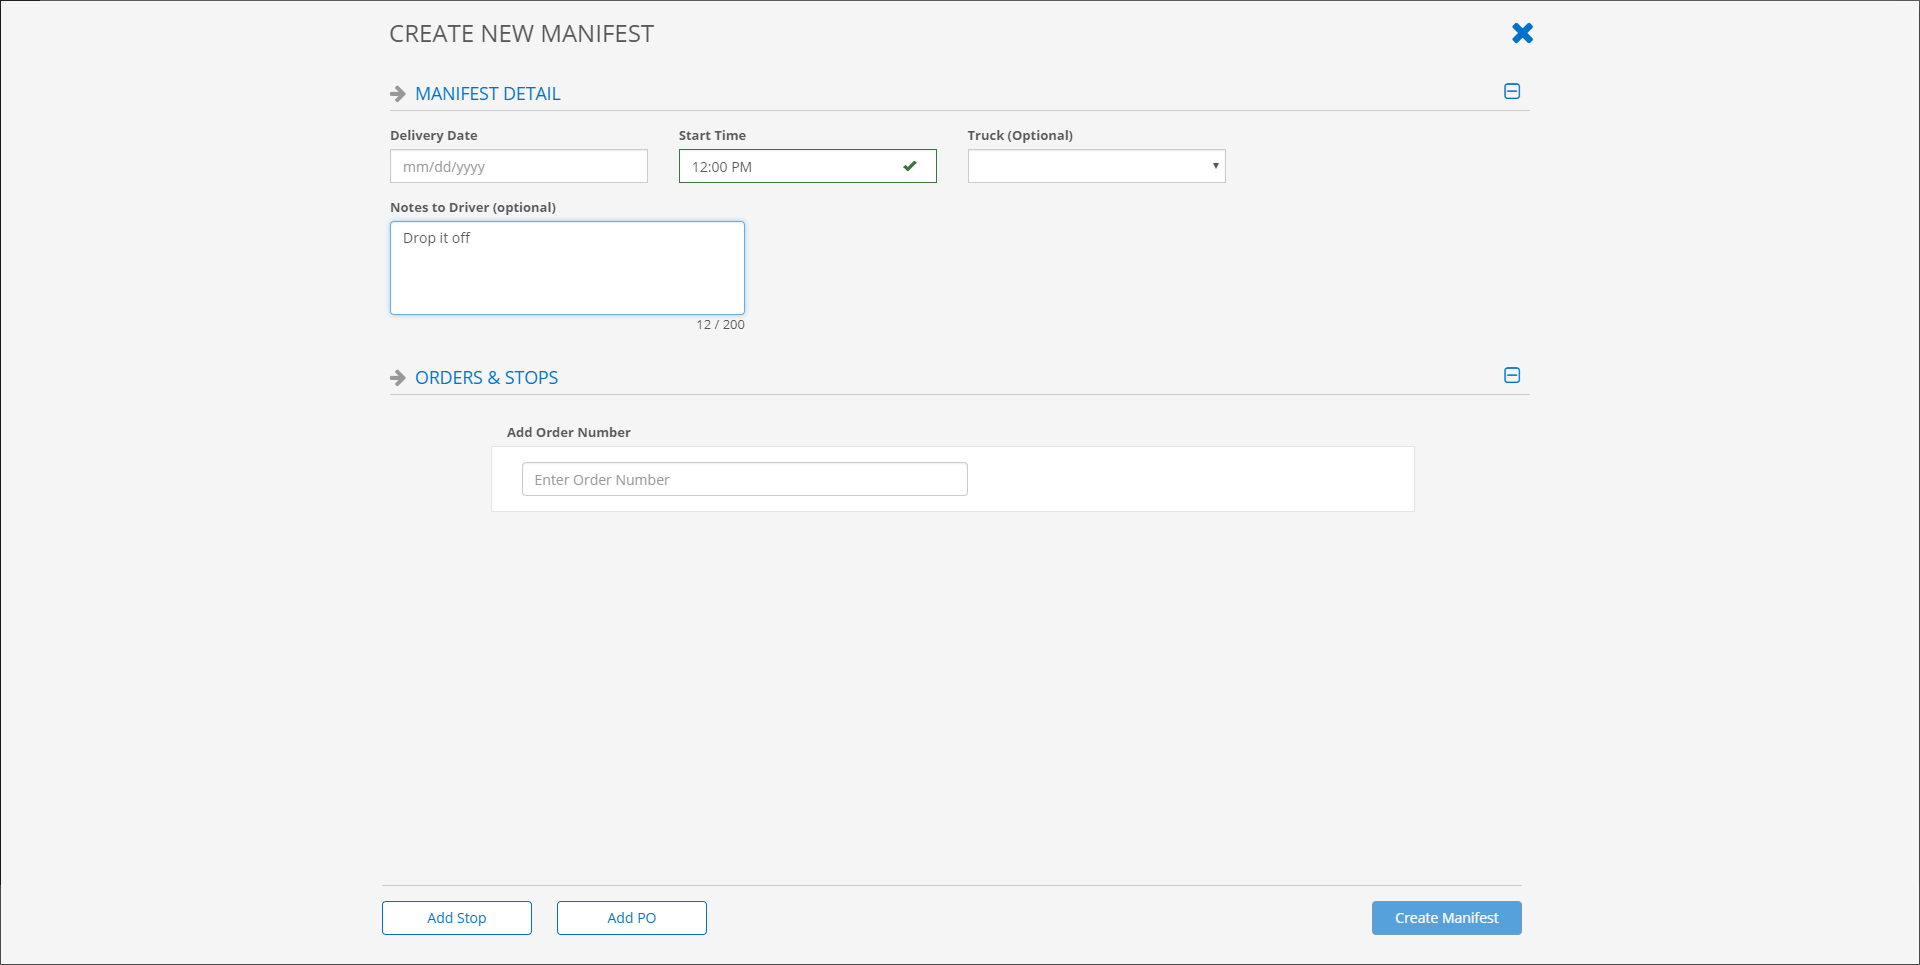 CREATE NEW MANIFEST
MANIFEST DETAIL
Delivery Date
Start Time
Truck (Optional)
mm/dd/yyyy
12:00 PM
Notes to Driver (optional)
Drop it off
12 / 200
ORDERS & STOPS
Add Order Number
Enter Order Number
Add Stop
Add PO
Create Manifest